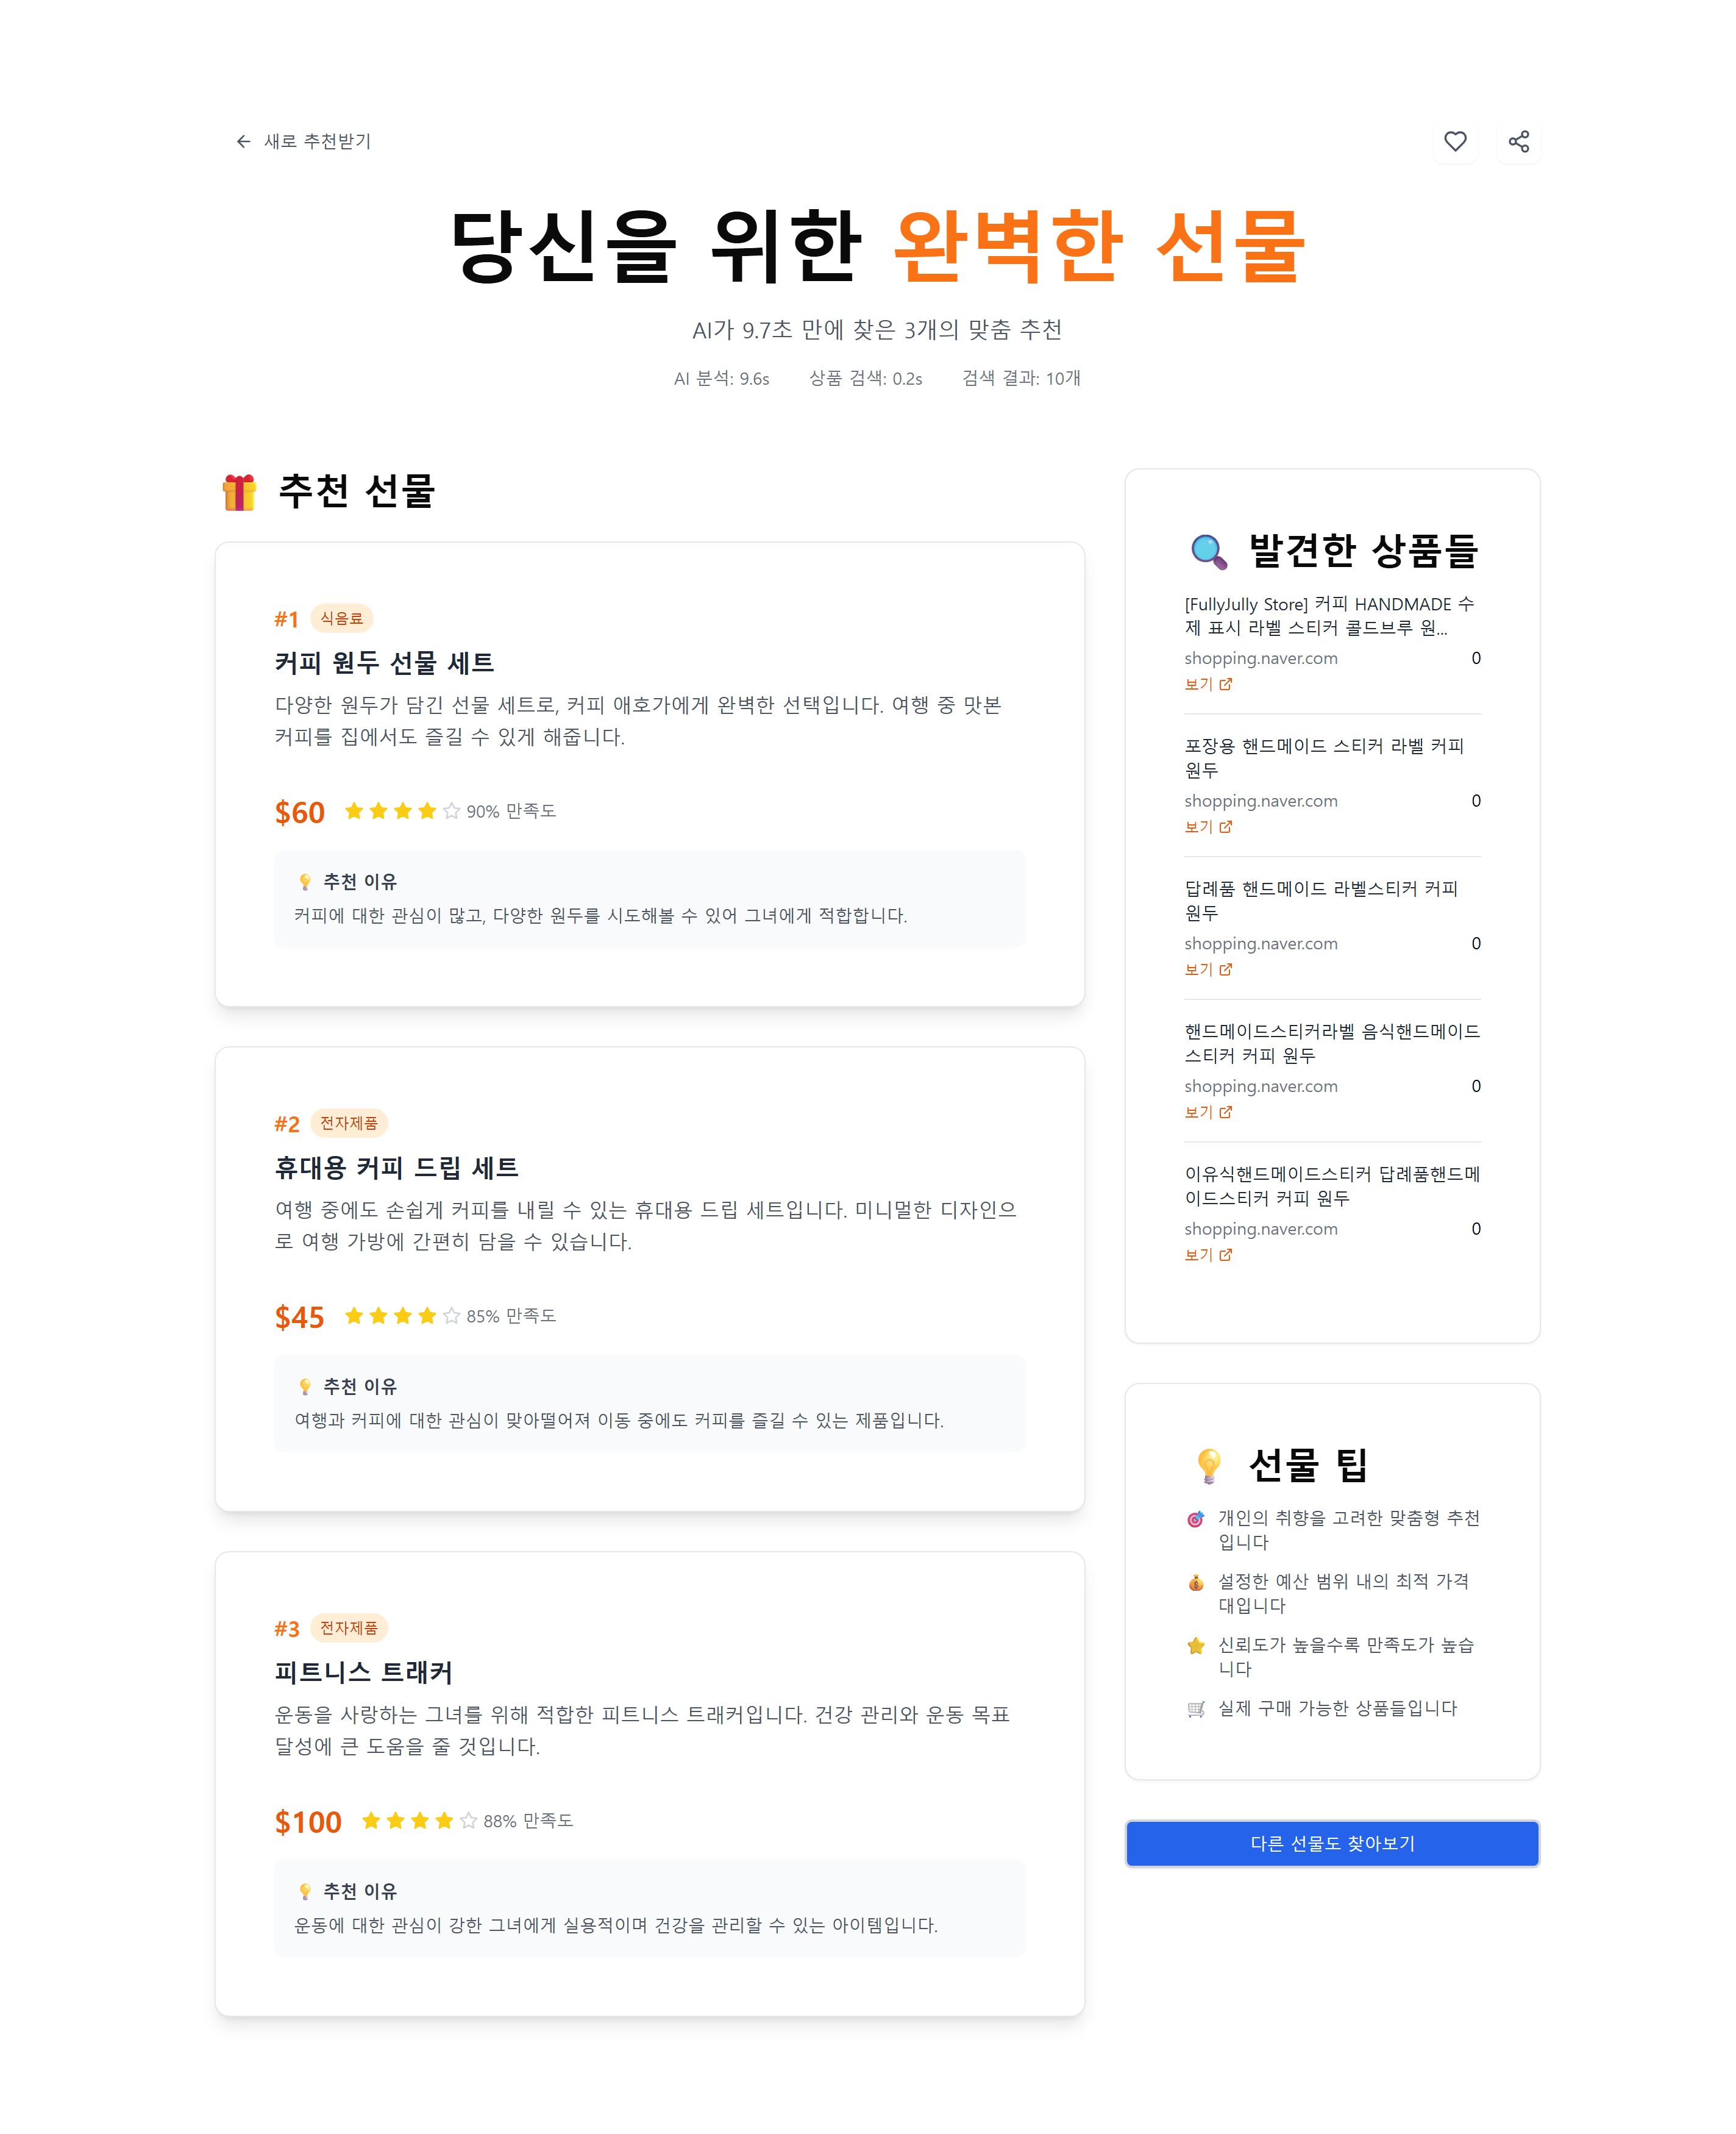 새로 추천받기
당신을 위한 완벽한 선물
AI가 9.7초 만에 찾은 3개의 맞춤 추천
AI 분석: 9.6s 상품 검색: 0.2s 검색 결과: 10개
추천 선물
#1 식음료
커피 원두 선물 세트
다양한 원두가 담긴 선물 세트로, 커피 애호가에게 완벽한 선택입니다. 여행 중 맛본
커피를 집에서도 즐길 수 있게 해줍니다.
$60 90% 만족도
추천 이유
커피에 대한 관심이 많고, 다양한 원두를 시도해볼 수 있어 그녀에게 적합합니다.
#2 전자제품
휴대용 커피 드립 세트
여행 중에도 손쉽게 커피를 내릴 수 있는 휴대용 드립 세트입니다. 미니멀한 디자인으
로 여행 가방에 간편히 담을 수 있습니다.
$45 85% 만족도
추천 이유
여행과 커피에 대한 관심이 맞아떨어져 이동 중에도 커피를 즐길 수 있는 제품입니다.
#3 전자제품
피트니스 트래커
운동을 사랑하는 그녀를 위해 적합한 피트니스 트래커입니다. 건강 관리와 운동 목표
달성에 큰 도움을 줄 것입니다.
$100 88% 만족도
추천 이유
운동에 대한 관심이 강한 그녀에게 실용적이며 건강을 관리할 수 있는 아이템입니다.
발견한 상품들
[FullyJully Store] 커피 HANDMADE 수
제 표시 라벨 스티커 콜드브루 원...
shopping.naver.com 0
보기
포장용 핸드메이드 스티커 라벨 커피
원두
shopping.naver.com 0
보기
답례품 핸드메이드 라벨스티커 커피
원두
shopping.naver.com 0
보기
핸드메이드스티커라벨 음식핸드메이드
스티커 커피 원두
shopping.naver.com 0
보기
이유식핸드메이드스티커 답례품핸드메
이드스티커 커피 원두
shopping.naver.com 0
보기
선물 팁
개인의 취향을 고려한 맞춤형 추천
입니다
설정한 예산 범위 내의 최적 가격
대입니다
신뢰도가 높을수록 만족도가 높습
니다
실제 구매 가능한 상품들입니다
다른 선물도 찾아보기